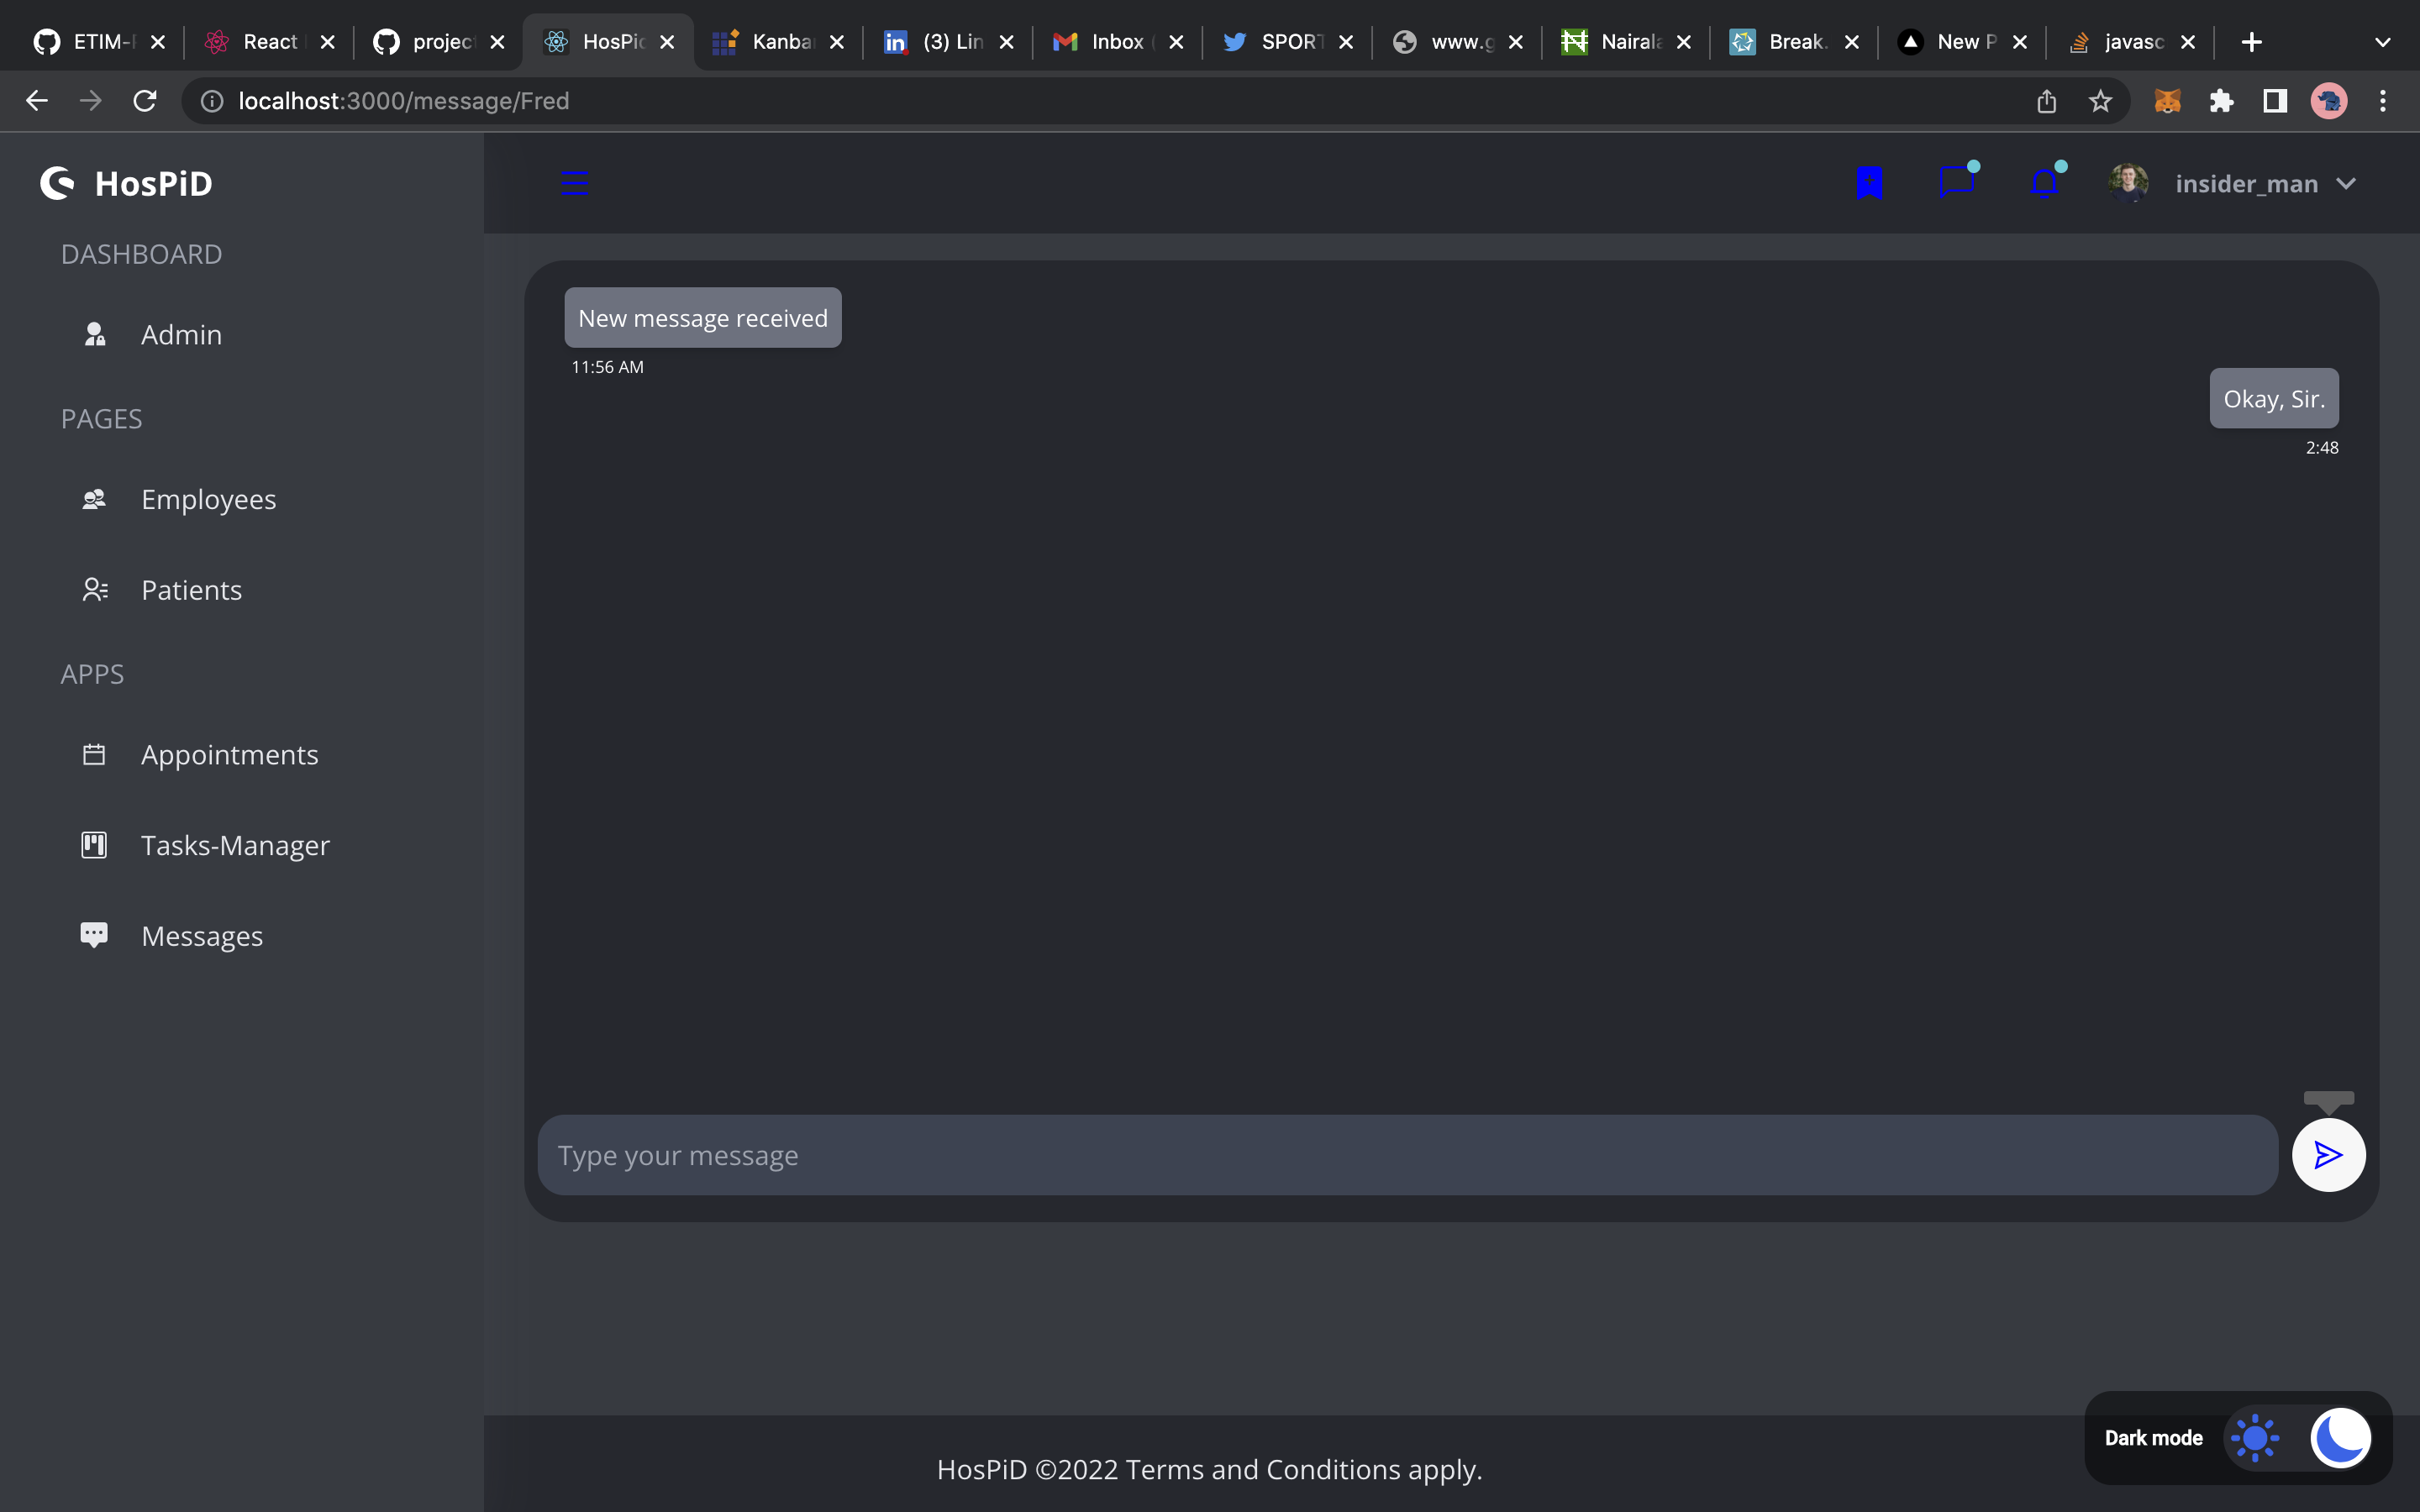 ETIM-
React
projec
HosPic
Kanba
(3) Lin
Inbox (
SPORT
www.g
Nairala
Break.
New P
javasc
localhost:3000/message/Fred
HosPiD
insider_man
DASHBOARD
Admin
PAGES
Employees
Patients
APPS
Appointments
Tasks-Manager
Messages
New message received
11:56 AM
Okay, Sir.
2:48
Type your message
Dark mode
HosPiD ©2022 Terms and Conditions apply.